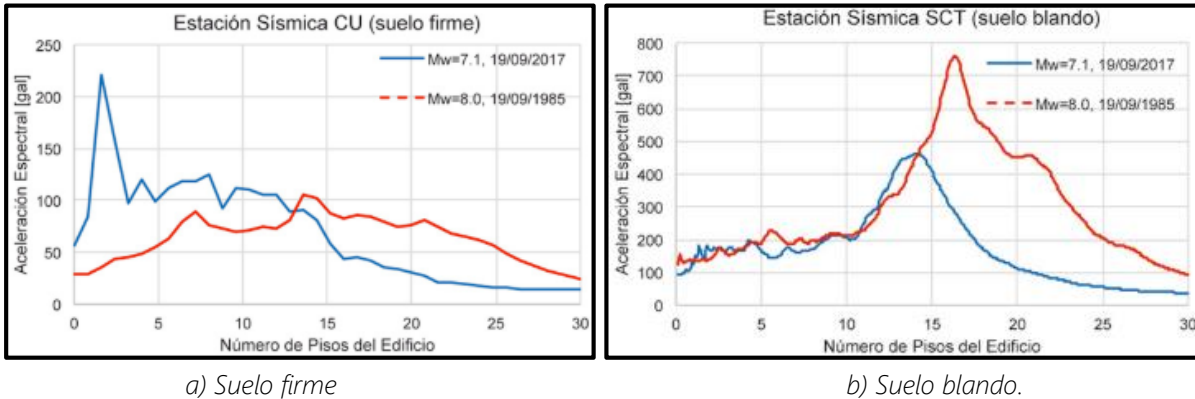 Estación Sísmica CU (suelo firme)
Mw=7.1, 19/09/2017
Mw=8.0, 19/09/1985
Aceleración Espectral [gal]
250
200
150
100
50
0
0 5 10 15 20 25 30
Número de Pisos del Edificio
a) Suelo firme
Estación Sísmica SCT (suelo blando)
Mw=7.1, 19/09/2017
Mw=8.0, 19/09/1985
Aceleración Espectral [gal]
800
700
600
500
400
300
200
100
0
0 5 10 15 20 25 30
Número de Pisos del Edificio
b) Suelo blando.